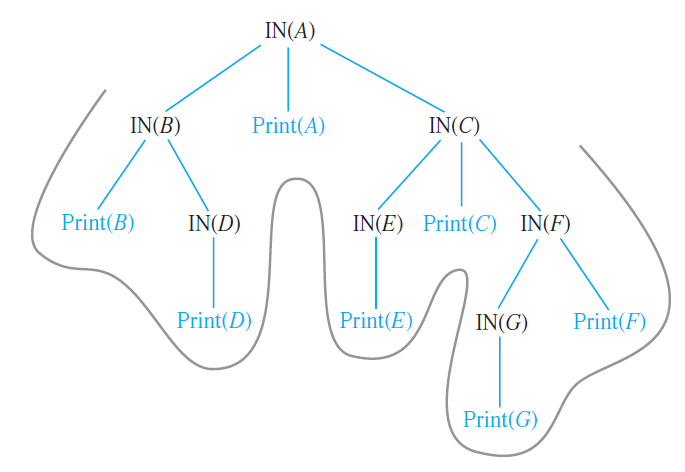 IN(A)
IN(B) Print(A) IN(C)
Print(B) IN(D) IN(E) Print(C) IN(F)
Print(D) Print(E) IN(G) Print(F)
Print(G)